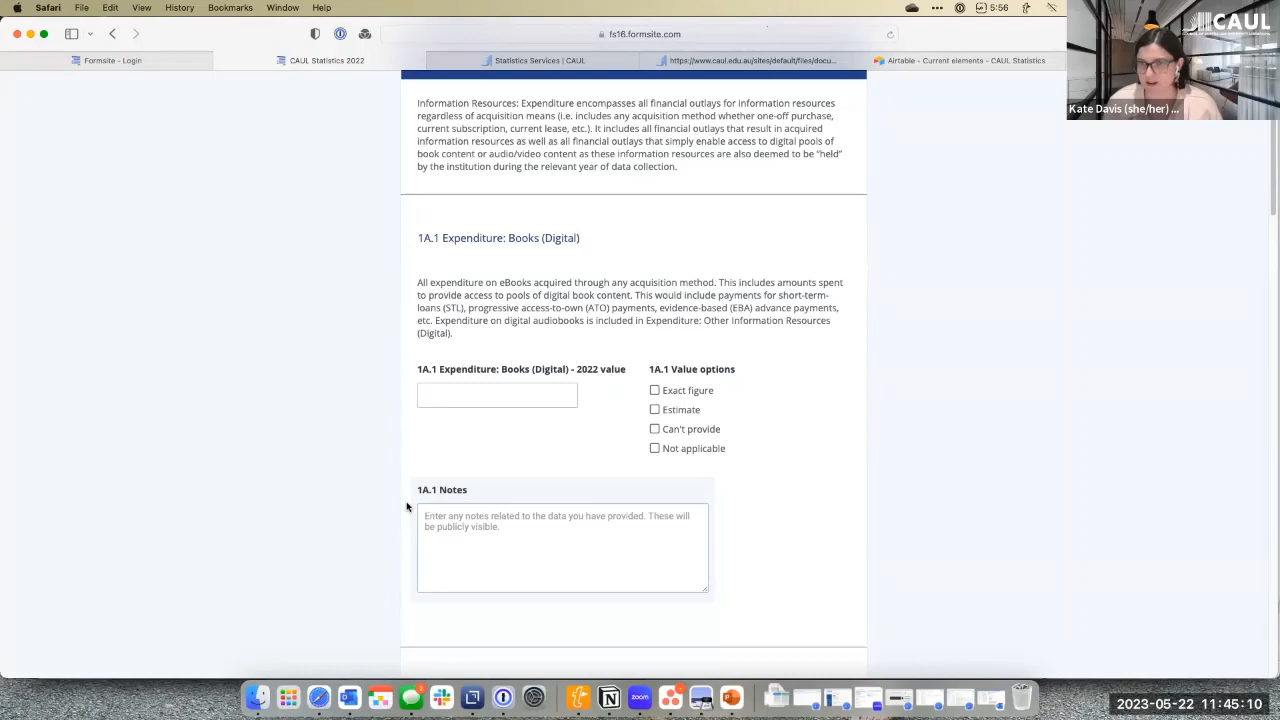 Safari File Edit View History Bookmarks Window Help
5:56
fs16.formsite.com
Formsite - Login
CAUL Statistics 2022
Statistics Services | CAUL
https://www.caul.edu.au/sites/default/files/docu...
Airtable - Current elements - CAUL Statistics
CAUL
Kate Davis (she/her) ...
Information Resources: Expenditure encompasses all financial outlays for information resources
regardless of acquisition means (i.e. includes any acquisition method whether one-off purchase,
current subscription, current lease, etc.). It includes all financial outlays that result in acquired
information resources as well as all financial outlays that simply enable access to digital pools of
book content or audio/video content as these information resources are also deemed to be “held”
by the institution during the relevant year of data collection.
1A.1 Expenditure: Books (Digital)
All expenditure on eBooks acquired through any acquisition method. This includes amounts spent
to provide access to pools of digital book content. This would include payments for short-term-
loans (STL), progressive access-to-own (ATO) payments, evidence-based (EBA) advance payments,
etc. Expenditure on digital audiobooks is included in Expenditure: Other Information Resources
(Digital).
1A.1 Expenditure: Books (Digital) - 2022 value
1A.1 Value options
Exact figure
Estimate
Can't provide
Not applicable
1A.1 Notes
Enter any notes related to the data you have provided. These will
be publicly visible.
zoom
2023-05-22 11:45:10